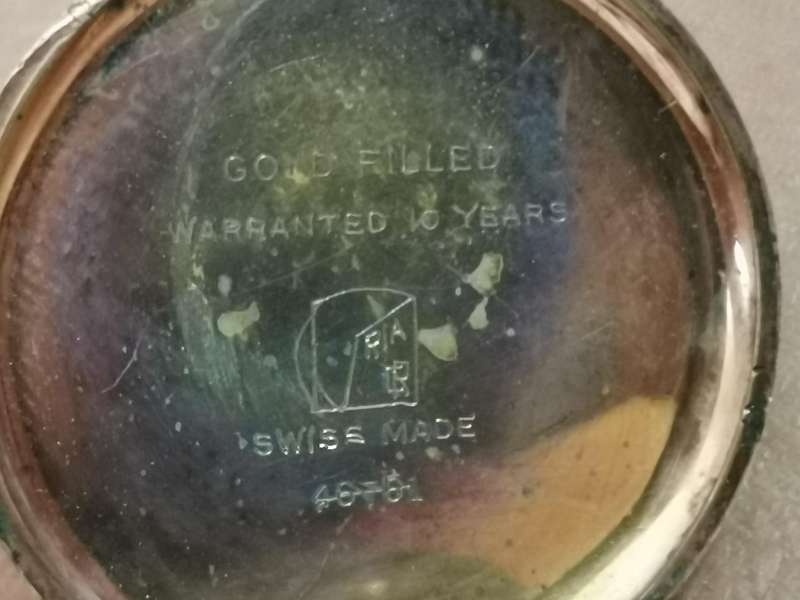 GOLD FILLED
WARRANTED 10 YEARS
SWISS MADE